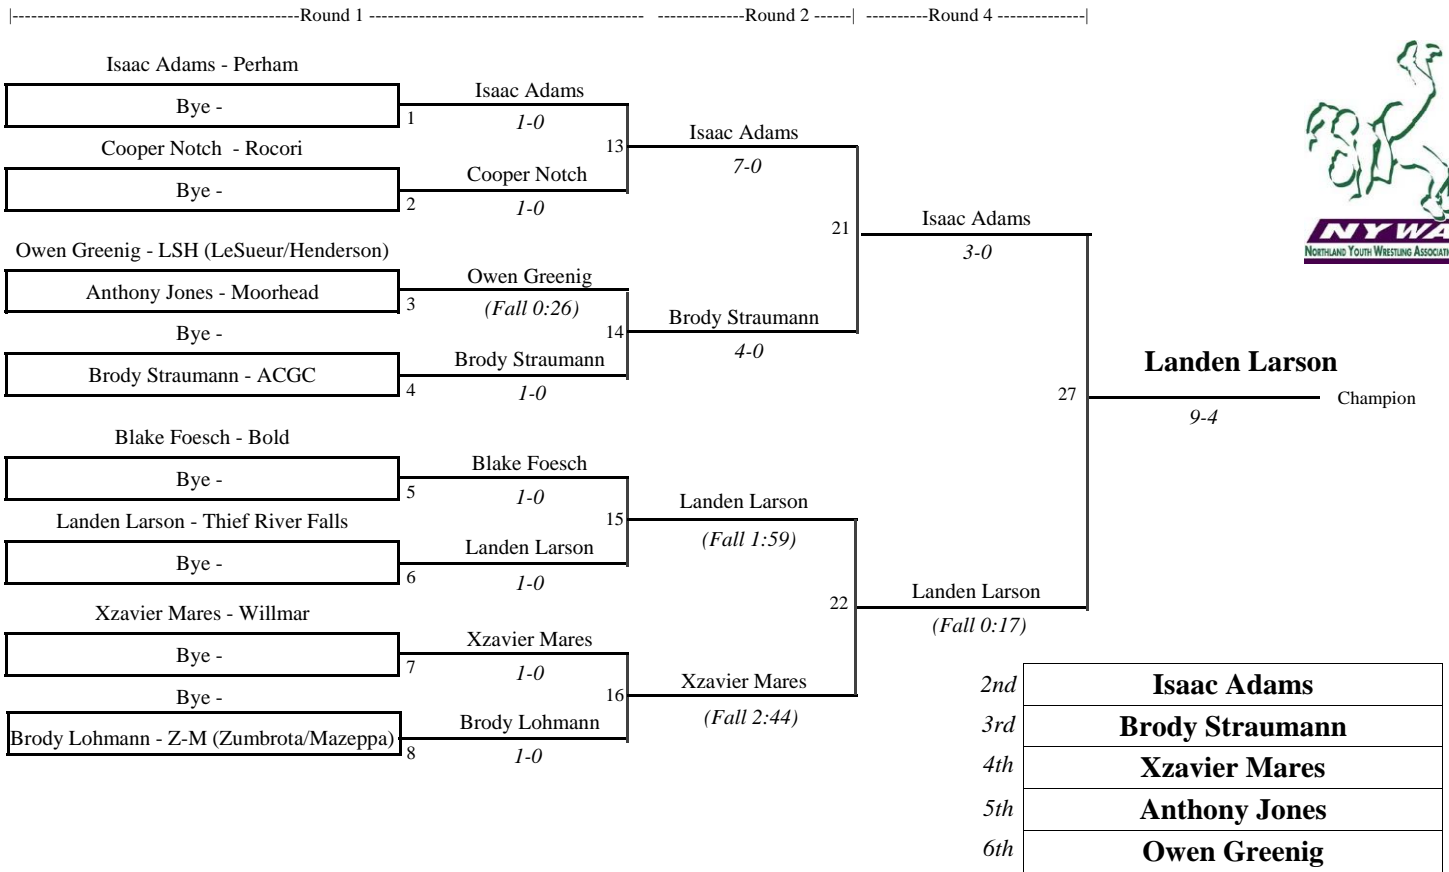 |----------------------------------------------Round 1 --------------------------------------------   --------------Round 2 ------|   ----------Round 4 --------------|
Isaac Adams - Perham
Bye -
1
Cooper Notch - Rocori
Bye -
2
Owen Greenig - LSH (LeSueur/Henderson)
Anthony Jones - Moorhead
3
Bye -
Brody Straumann - ACGC
4
Blake Foesch - Bold
Bye -
5
Landen Larson - Thief River Falls
Bye -
6
Xzavier Mares - Willmar
Bye -
7
Bye -
Brody Lohmann - Z-M (Zumbrota/Mazeppa)
8
Isaac Adams
1-0
13
Cooper Notch
1-0
Owen Greenig
(Fall 0:26)
14
Brody Straumann
1-0
Blake Foesch
1-0
15
Landen Larson
1-0
Xzavier Mares
1-0
16
Brody Lohmann
1-0
Isaac Adams
7-0
21
Brody Straumann
4-0
Landen Larson
(Fall 1:59)
22
Xzavier Mares
(Fall 2:44)
Isaac Adams
3-0
27
Landen Larson
(Fall 0:17)
Landen Larson
Champion
9-4
NYWA
NORTHLAND YOUTH WRESTLING
2nd Isaac Adams
3rd Brody Straumann
4th Xzavier Mares
5th Anthony Jones
6th Owen Greenig